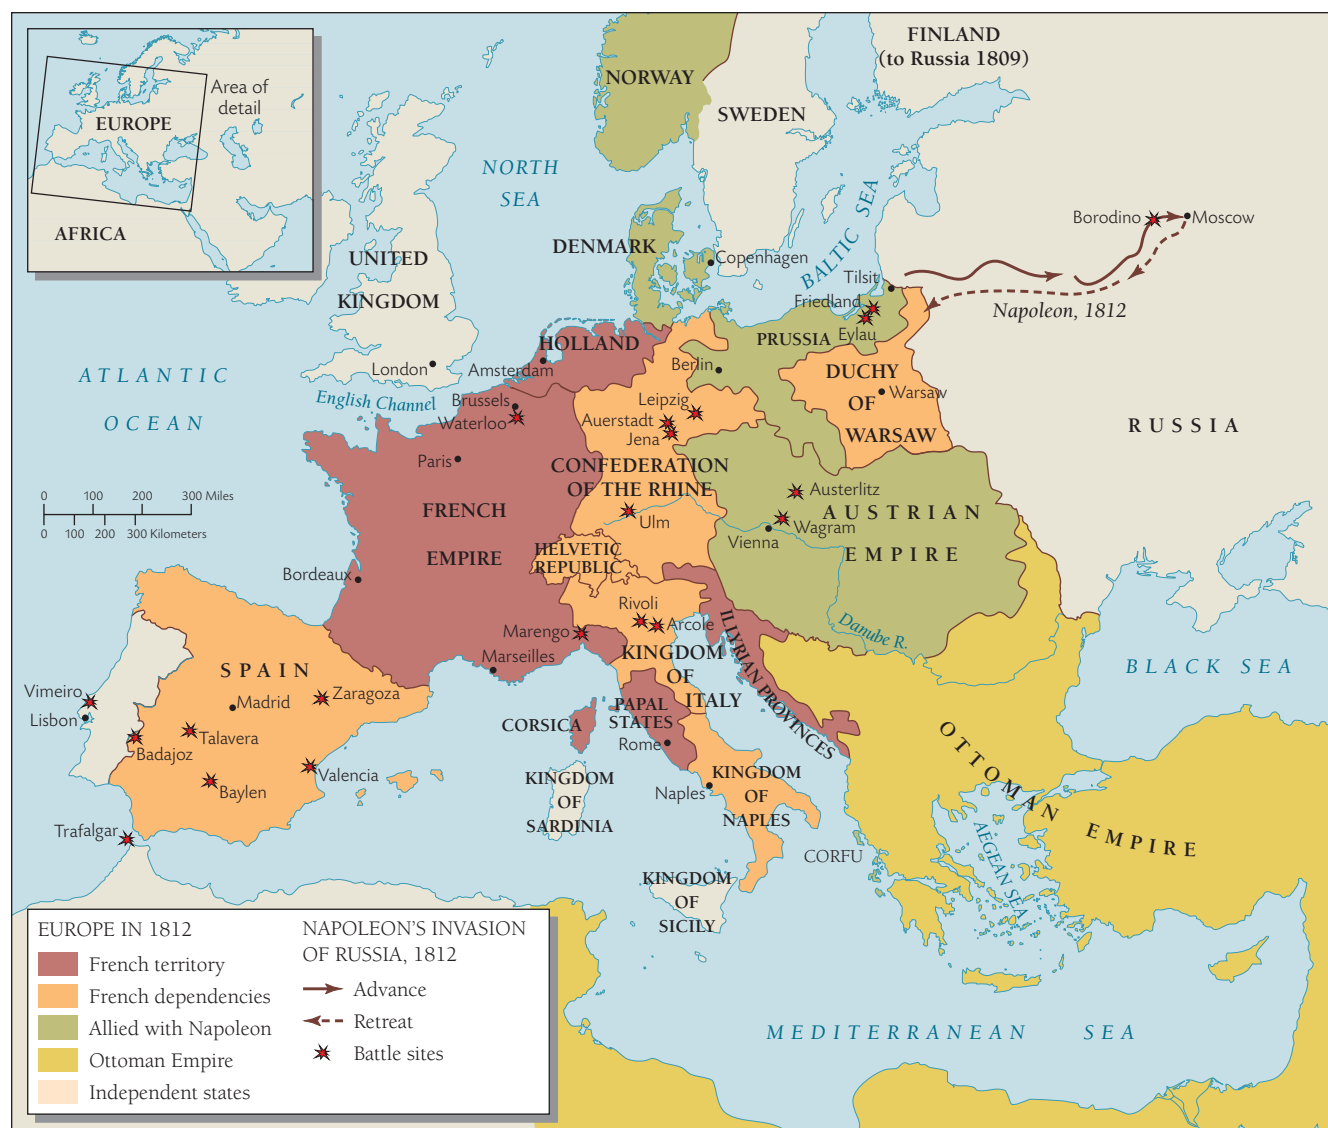 Area of
detail
EUROPE
AFRICA
NORWAY
SWEDEN
FINLAND
(to Russia 1809)
NORTH
SEA
BALTIC SEA
DENMARK
Copenhagen
UNITED
KINGDOM
London
Borodino
Moscow
Napoleon, 1812
Tilsit
Friedland
Eylau
PRUSSIA
HOLLAND
Amsterdam
Berlin
DUCHY
OF
WARSAW
Warsaw
ATLANTIC
OCEAN
English Channel
Brussels
Waterloo
Leipzig
Auerstadt
Jena
RUSSIA
Paris
CONFEDERATION
OF THE RHINE
FRENCH
EMPIRE
Ulm
Austerlitz
Wagram
Vienna
AUSTRIAN
EMPIRE
0 100 200 300 Miles
0 100 200 300 Kilometers
HELVETIC
REPUBLIC
Bordeaux
Rivoli
Arcole
Marengo
Marseilles
Danube R.
ILLYRIAN PROVINCES
KINGDOM
OF
ITALY
BLACK SEA
SPAIN
Madrid
Zaragoza
Vimeiro
Lisbon
Talavera
Badajoz
Baylen
Valencia
Trafalgar
CORSICA
PAPAL
STATES
Rome
KINGDOM
OF
SARDINIA
Naples
KINGDOM
OF
NAPLES
KINGDOM
OF
SICILY
CORFU
OTTOMAN EMPIRE
AEGEAN SEA
MEDITERRANEAN SEA
EUROPE IN 1812
French territory
French dependencies
Allied with Napoleon
Ottoman Empire
Independent states
NAPOLEON'S INVASION
OF RUSSIA, 1812
Advance
Retreat
Battle sites